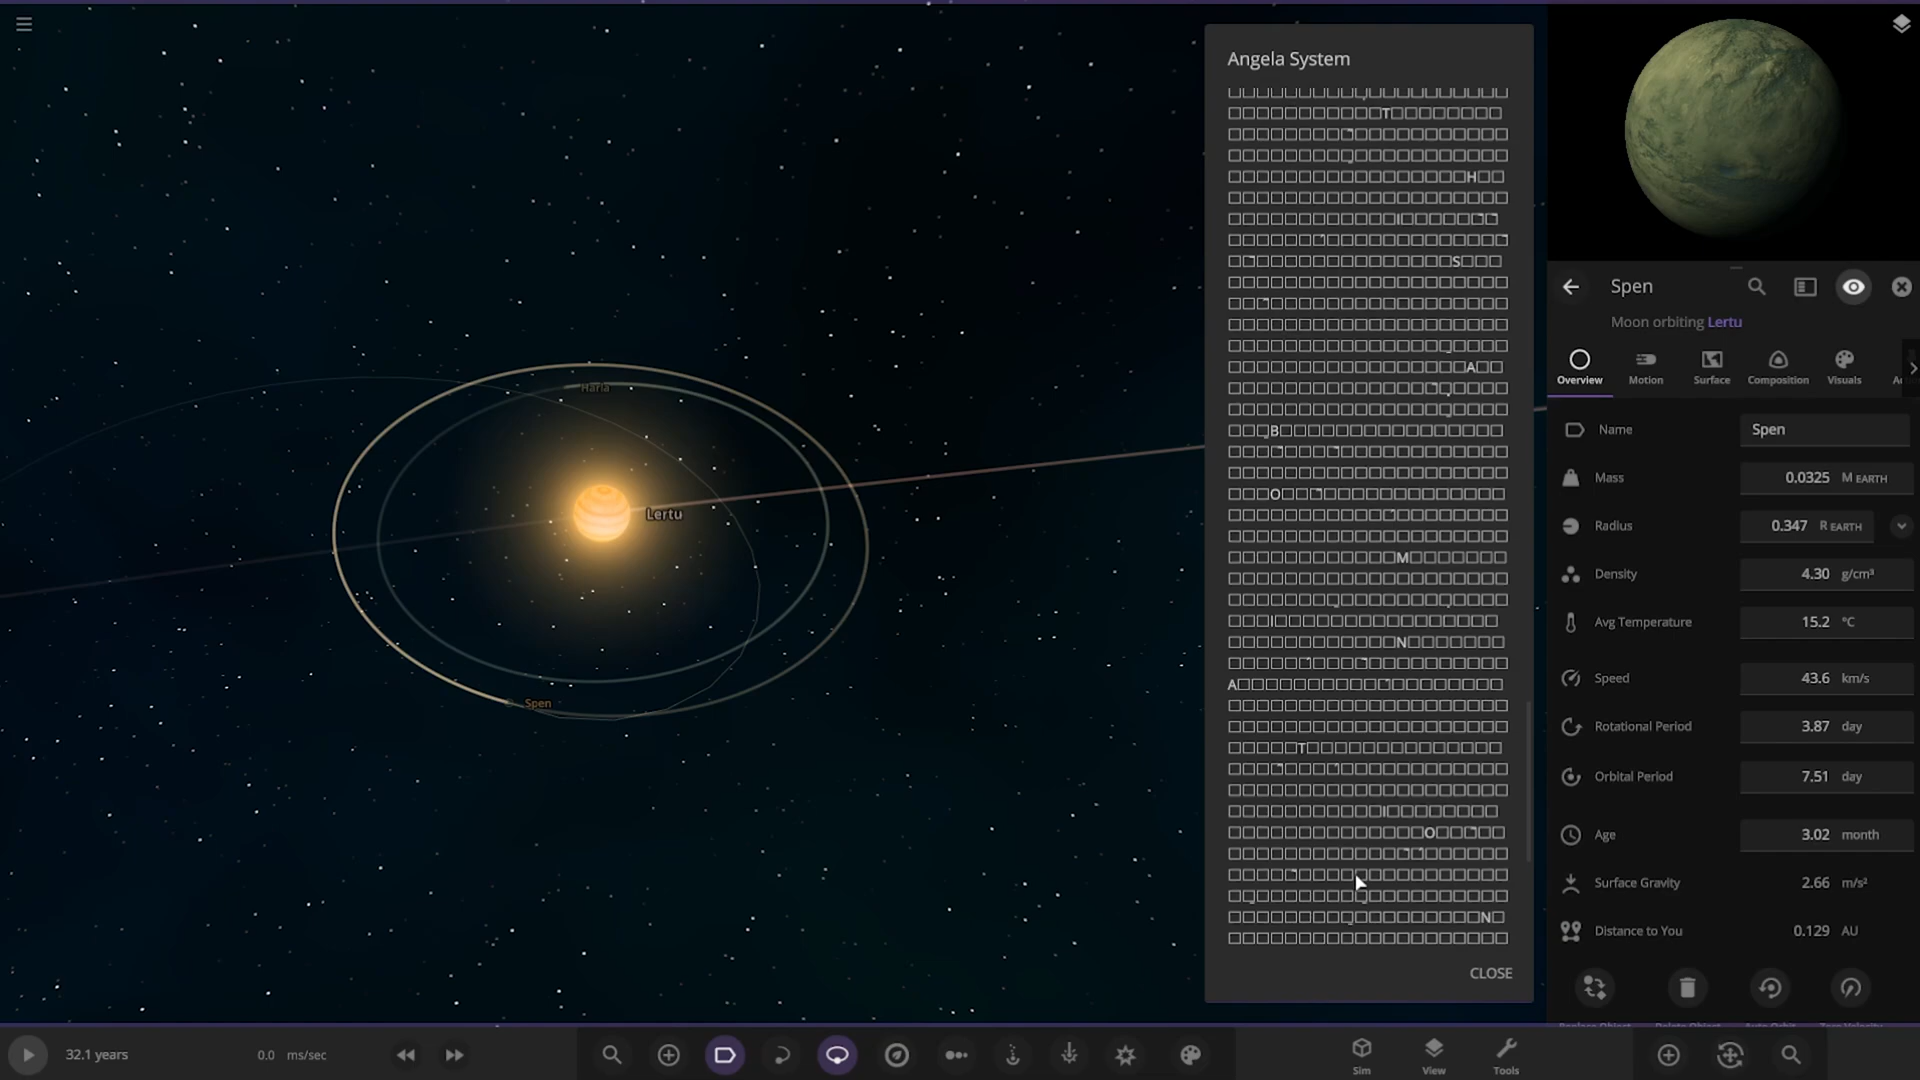 Angela System
T
H
I
S
A
B
O
M
I
N
A
T
I
O
N
CLOSE
Haria
Lertu
Spen
Spen
Moon orbiting Lertu
Overview Motion Surface Composition Visuals
Name Spen
Mass 0.0325 M EARTH
Radius 0.347 R EARTH
Density 4.30 g/cm³
Avg Temperature 15.2 °C
Speed 43.6 km/s
Rotational Period 3.87 day
Orbital Period 7.51 day
Age 3.02 month
Surface Gravity 2.66 m/s²
Distance to You 0.129 AU
32.1 years 0.0 ms/sec
Sim View Tools